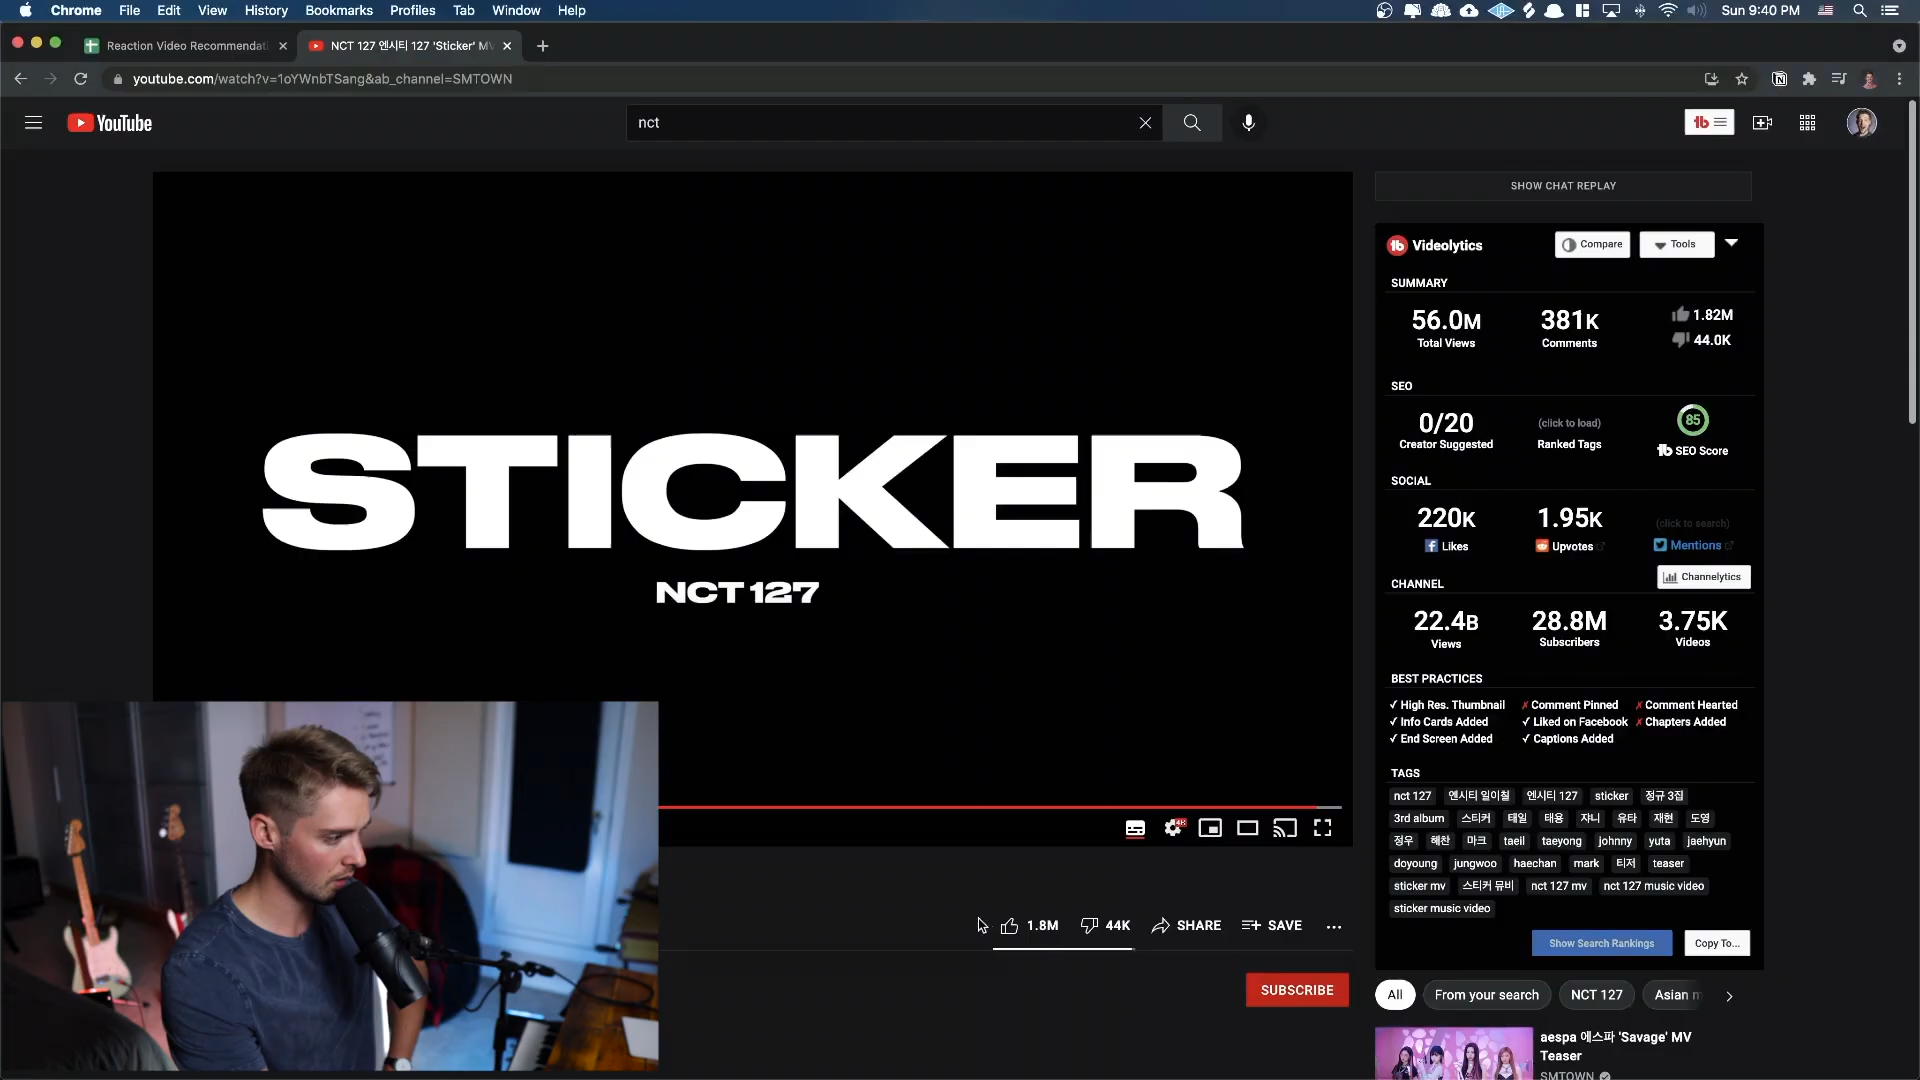 Chrome File Edit View History Bookmarks Profiles Tab Window Help
Sun 9:40 PM
Reaction Video Recommendati
NCT 127 엔시티 127 'Sticker' MV
youtube.com/watch?v=1oYWnbTSang&ab_channel=SMTOWN
YouTube
nct
STICKER
NCT 127
1.8M 44K SHARE SAVE
SUBSCRIBE
SHOW CHAT REPLAY
Videolytics Compare Tools
SUMMARY
56.0M 381K 1.82M
Total Views Comments 44.0K
SEO
0/20 (click to load) 85
Creator Suggested Ranked Tags SEO Score
SOCIAL
220K 1.95K (click to search)
Likes Upvotes Mentions
CHANNEL Channelytics
22.4B 28.8M 3.75K
Views Subscribers Videos
BEST PRACTICES
✓ High Res. Thumbnail ✗ Comment Pinned ✗ Comment Hearted
✓ Info Cards Added ✓ Liked on Facebook ✗ Chapters Added
✓ End Screen Added ✓ Captions Added
TAGS
nct 127 엔시티 일이칠 엔시티 127 sticker 정규 3집
3rd album 스티커 태일 태용 쟈니 유타 재현 도영
정우 해찬 마크 taeil taeyong johnny yuta jaehyun
doyoung jungwoo haechan mark 티저 teaser
sticker mv 스티커 뮤비 nct 127 mv nct 127 music video
sticker music video
Show Search Rankings Copy To...
All From your search NCT 127 Asian m
aespa 에스파 'Savage' MV
Teaser
SMTOWN